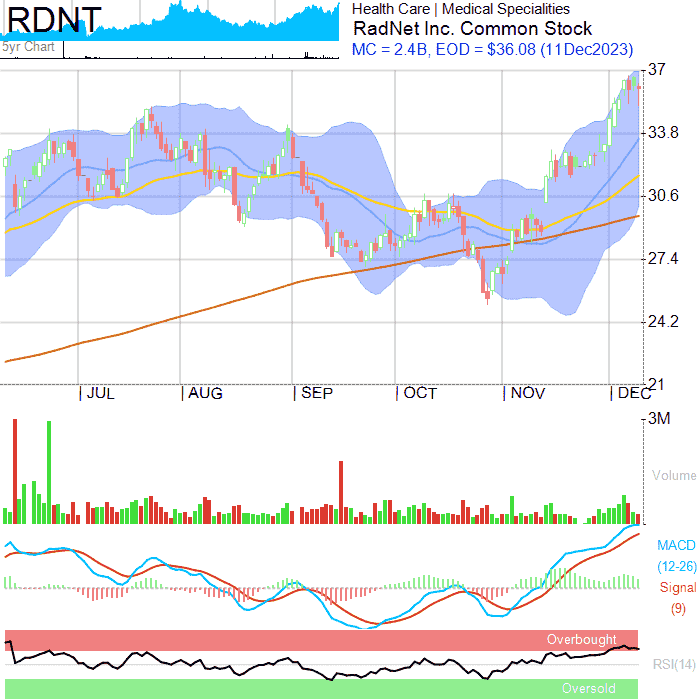 RDNT
Health Care | Medical Specialities
RadNet Inc. Common Stock
5yr Chart
MC = 2.4B, EOD = $36.08 (11Dec2023)
37
33.8
30.6
27.4
24.2
21
| JUL | AUG | SEP | OCT | NOV | DEC
3M
Volume
MACD
(12-26)
Signal
(9)
Overbought
RSI(14)
Oversold